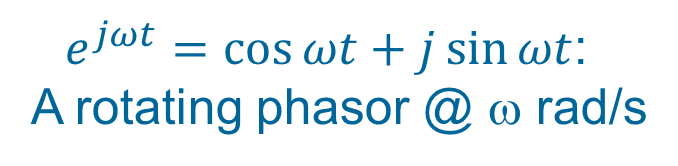 e^{jωt} = cos ωt + j sin ωt:
A rotating phasor @ ω rad/s